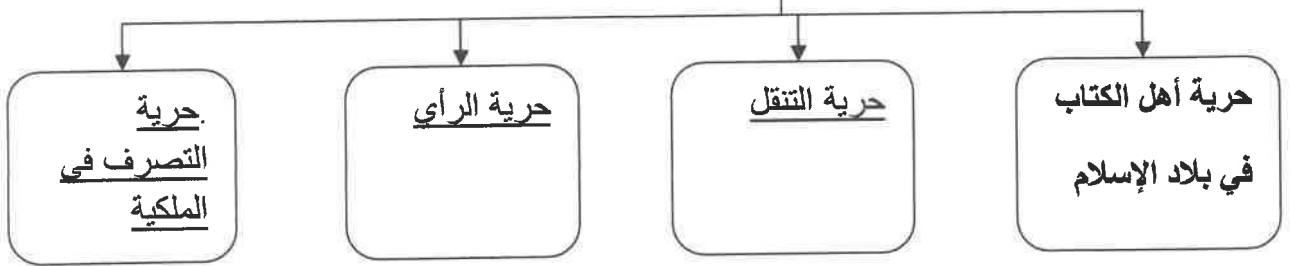 حرية أهل الكتاب
في بلاد الإسلام
حرية التنقل
حرية الرأي
.حرية
التصرف في
الملكية